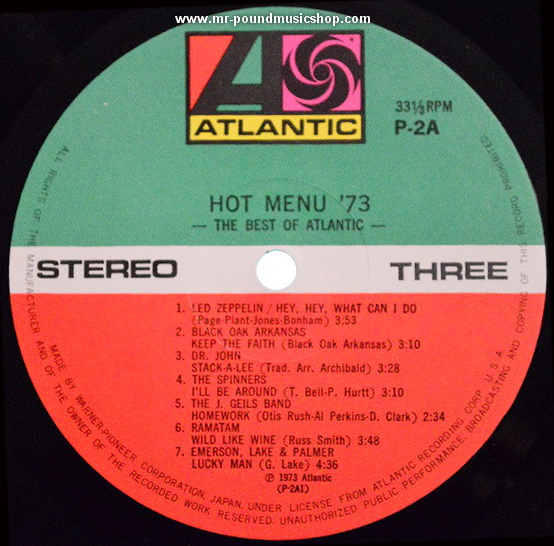 www.mr-poundmusicshop.com
ATLANTIC
33⅓RPM
P-2A
HOT MENU '73
— THE BEST OF ATLANTIC —
STEREO
THREE
1. LED ZEPPELIN / HEY, HEY, WHAT CAN I DO
(Page-Plant-Jones-Bonham) 3:53
2. BLACK OAK ARKANSAS
KEEP THE FAITH (Black Oak Arkansas) 3:10
3. DR. JOHN
STACK-A-LEE (Trad. Arr. Archibald) 3:28
4. THE SPINNERS
I'LL BE AROUND (T. Bell-P. Hurtt) 3:10
5. THE J. GEILS BAND
HOMEWORK (Otis Rush-Al Perkins-D. Clark) 2:34
6. RAMATAM
WILD LIKE WINE (Russ Smith) 3:48
7. EMERSON, LAKE & PALMER
LUCKY MAN (G. Lake) 4:36
℗ 1973 Atlantic
(P-2A1)
MADE BY WARNER-PIONEER CORPORATION, JAPAN, UNDER LICENSE FROM ATLANTIC RECORDING CORP. U.S.A.
ALL RIGHTS OF THE MANUFACTURER AND OF THE OWNER OF THE RECORDED WORK RESERVED. UNAUTHORIZED PUBLIC PERFORMANCE, BROADCASTING AND COPYING OF THIS RECORD PROHIBITED.